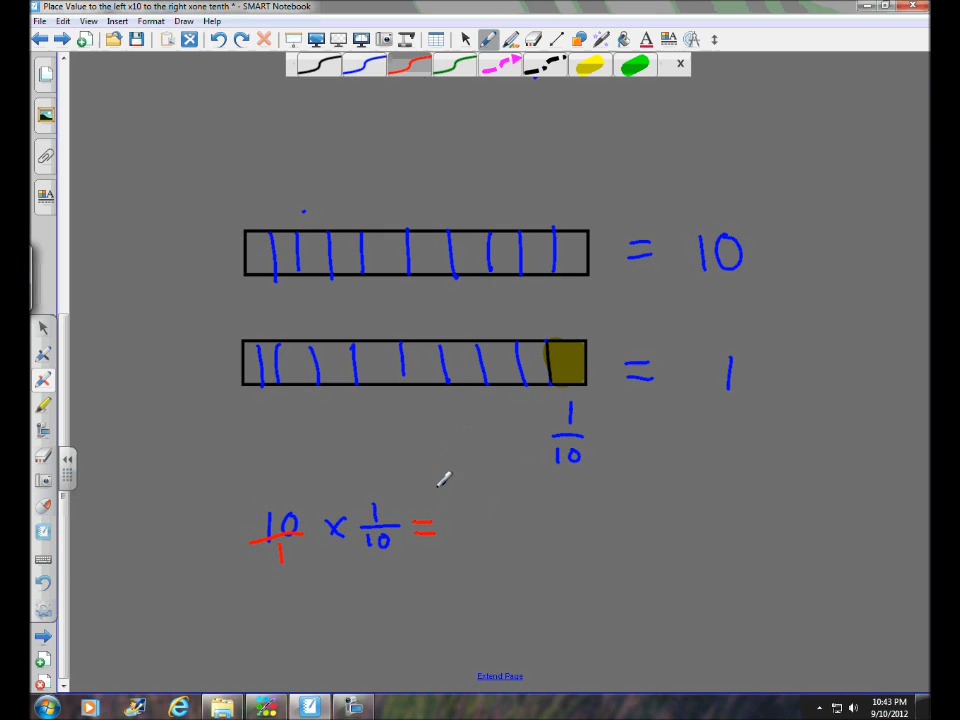 Place Value to the left x10 to the right xone tenth * - SMART Notebook
File Edit View Insert Format Draw Help
x
= 10
= 1
1
10
10 x 1 =
1 10
Extend Page
10:43 PM
9/10/2012